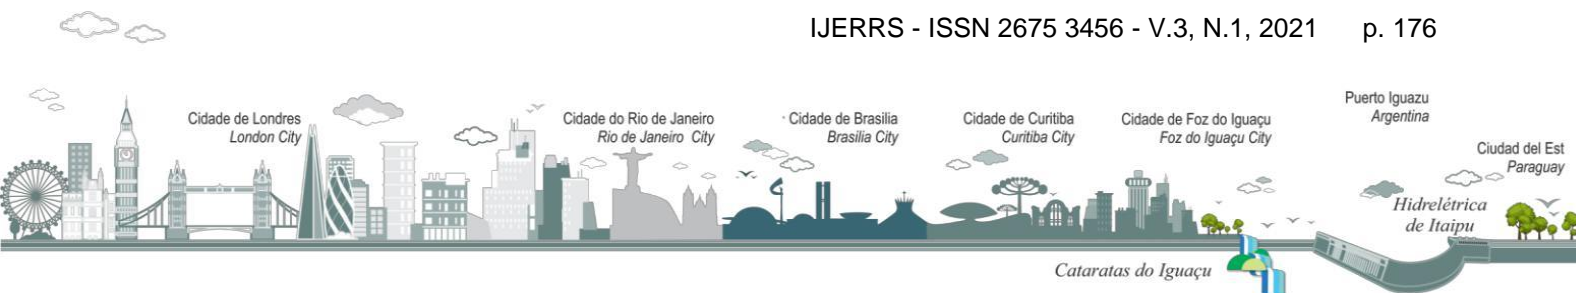 IJERRS - ISSN 2675 3456 - V.3, N.1, 2021 p. 176
Cidade de Londres
London City
Cidade do Rio de Janeiro
Rio de Janeiro City
Cidade de Brasilia
Brasilia City
Cidade de Curitiba
Curitiba City
Cidade de Foz do Iguaçu
Foz do Iguaçu City
Puerto Iguazu
Argentina
Ciudad del Est
Paraguay
Hidrelétrica
de Itaipu
Cataratas do Iguaçu